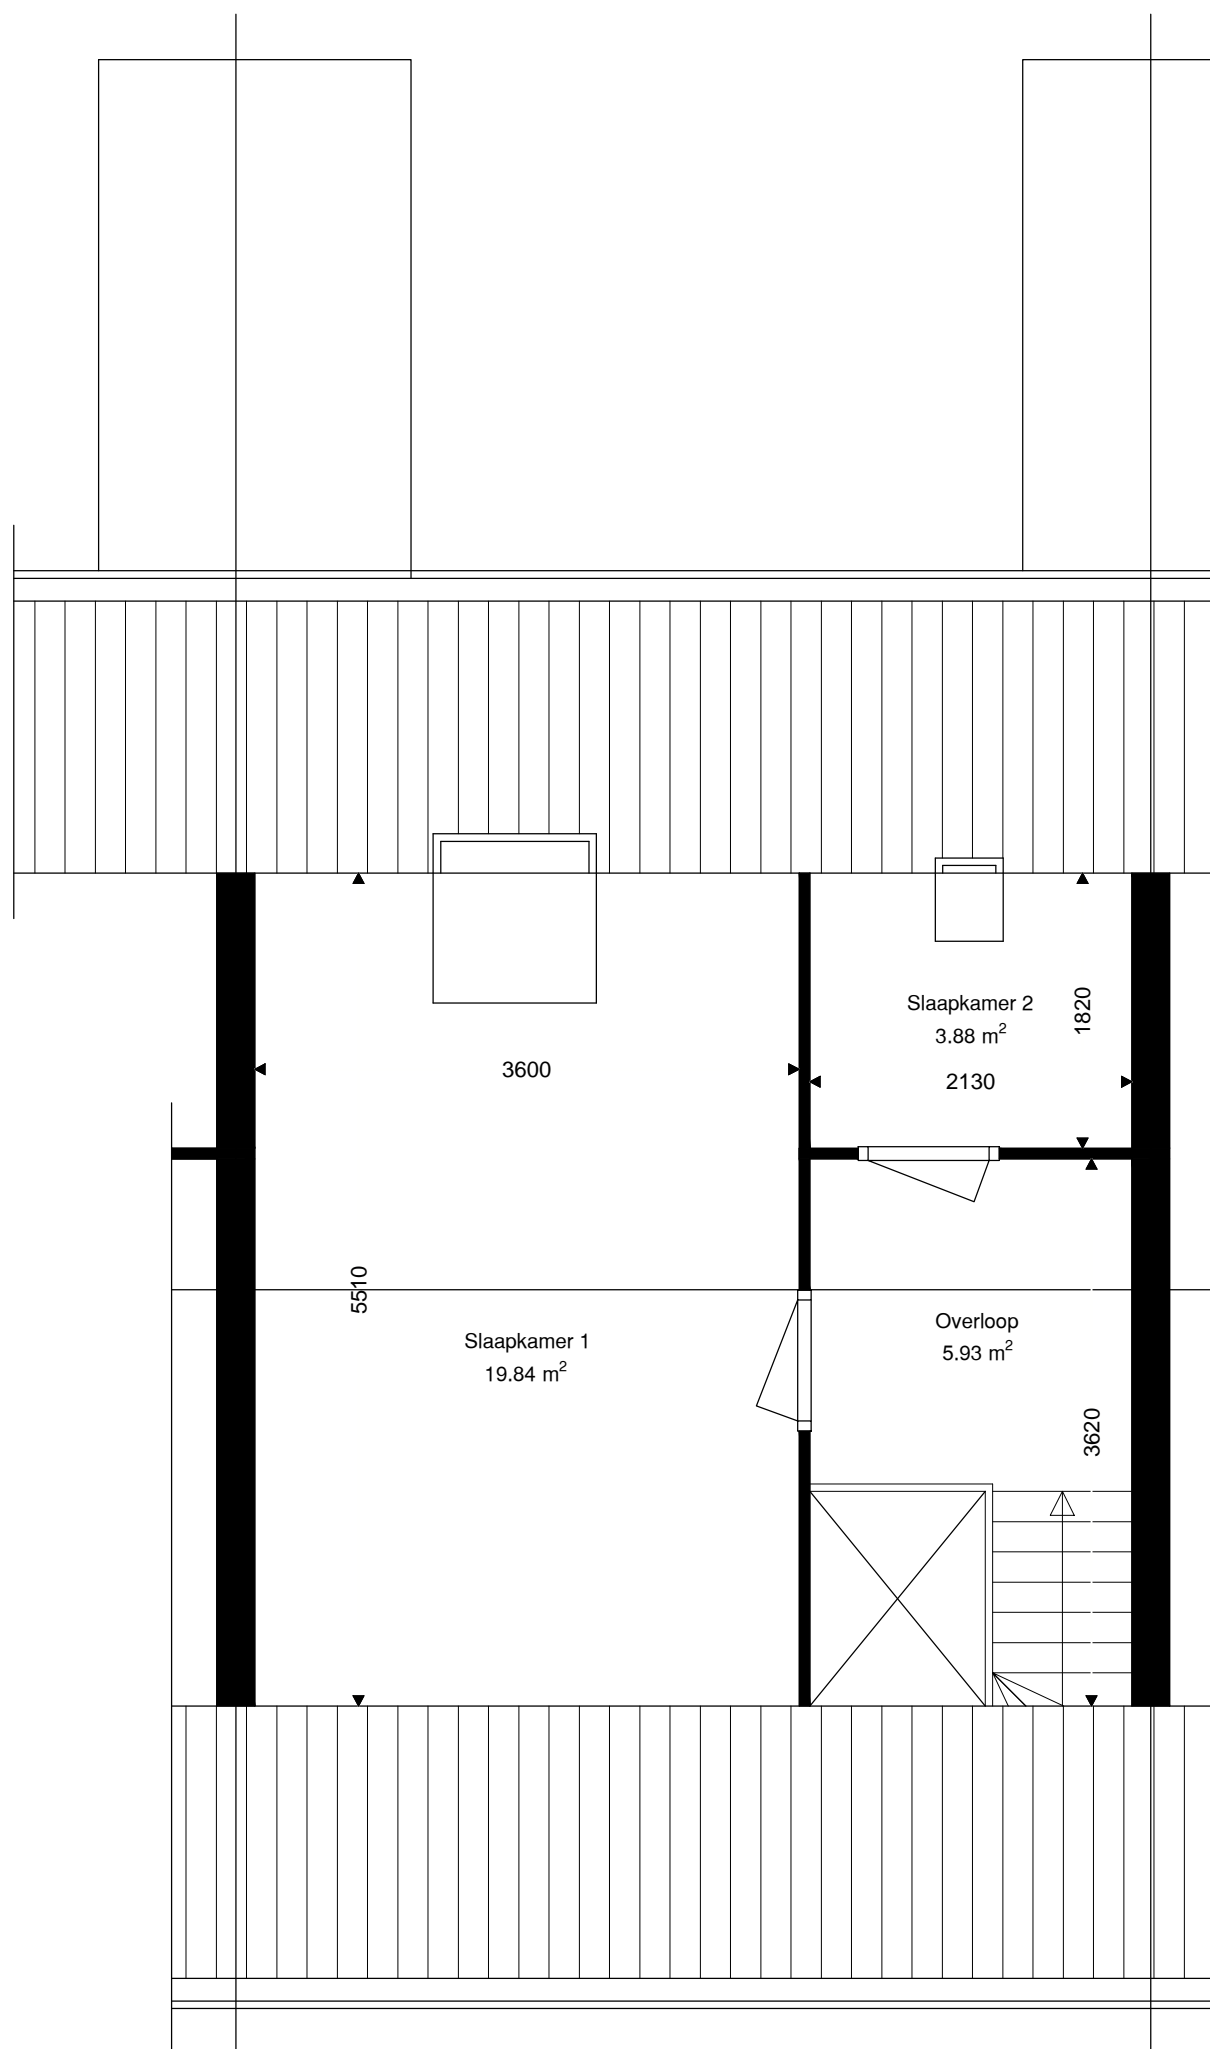 Slaapkamer 2
3.88 m²
1820
3600
2130
5510
Slaapkamer 1
19.84 m²
Overloop
5.93 m²
3620